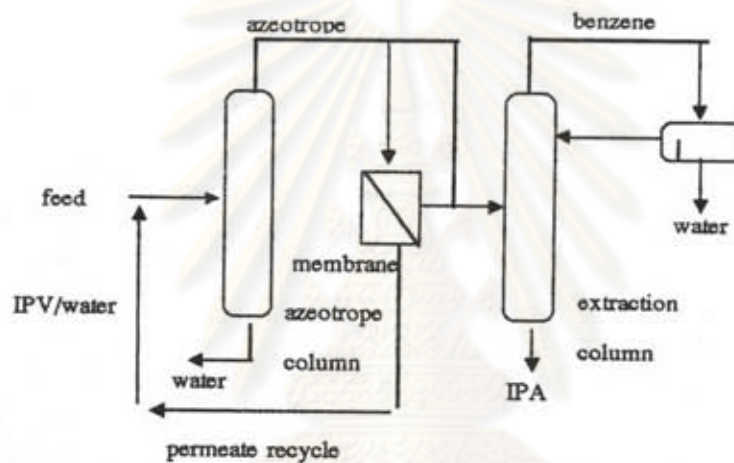 azeotrope
benzene
feed
water
membrane
IPV/water
azeotrope
extraction
column
column
water
IPA
permeate recycle